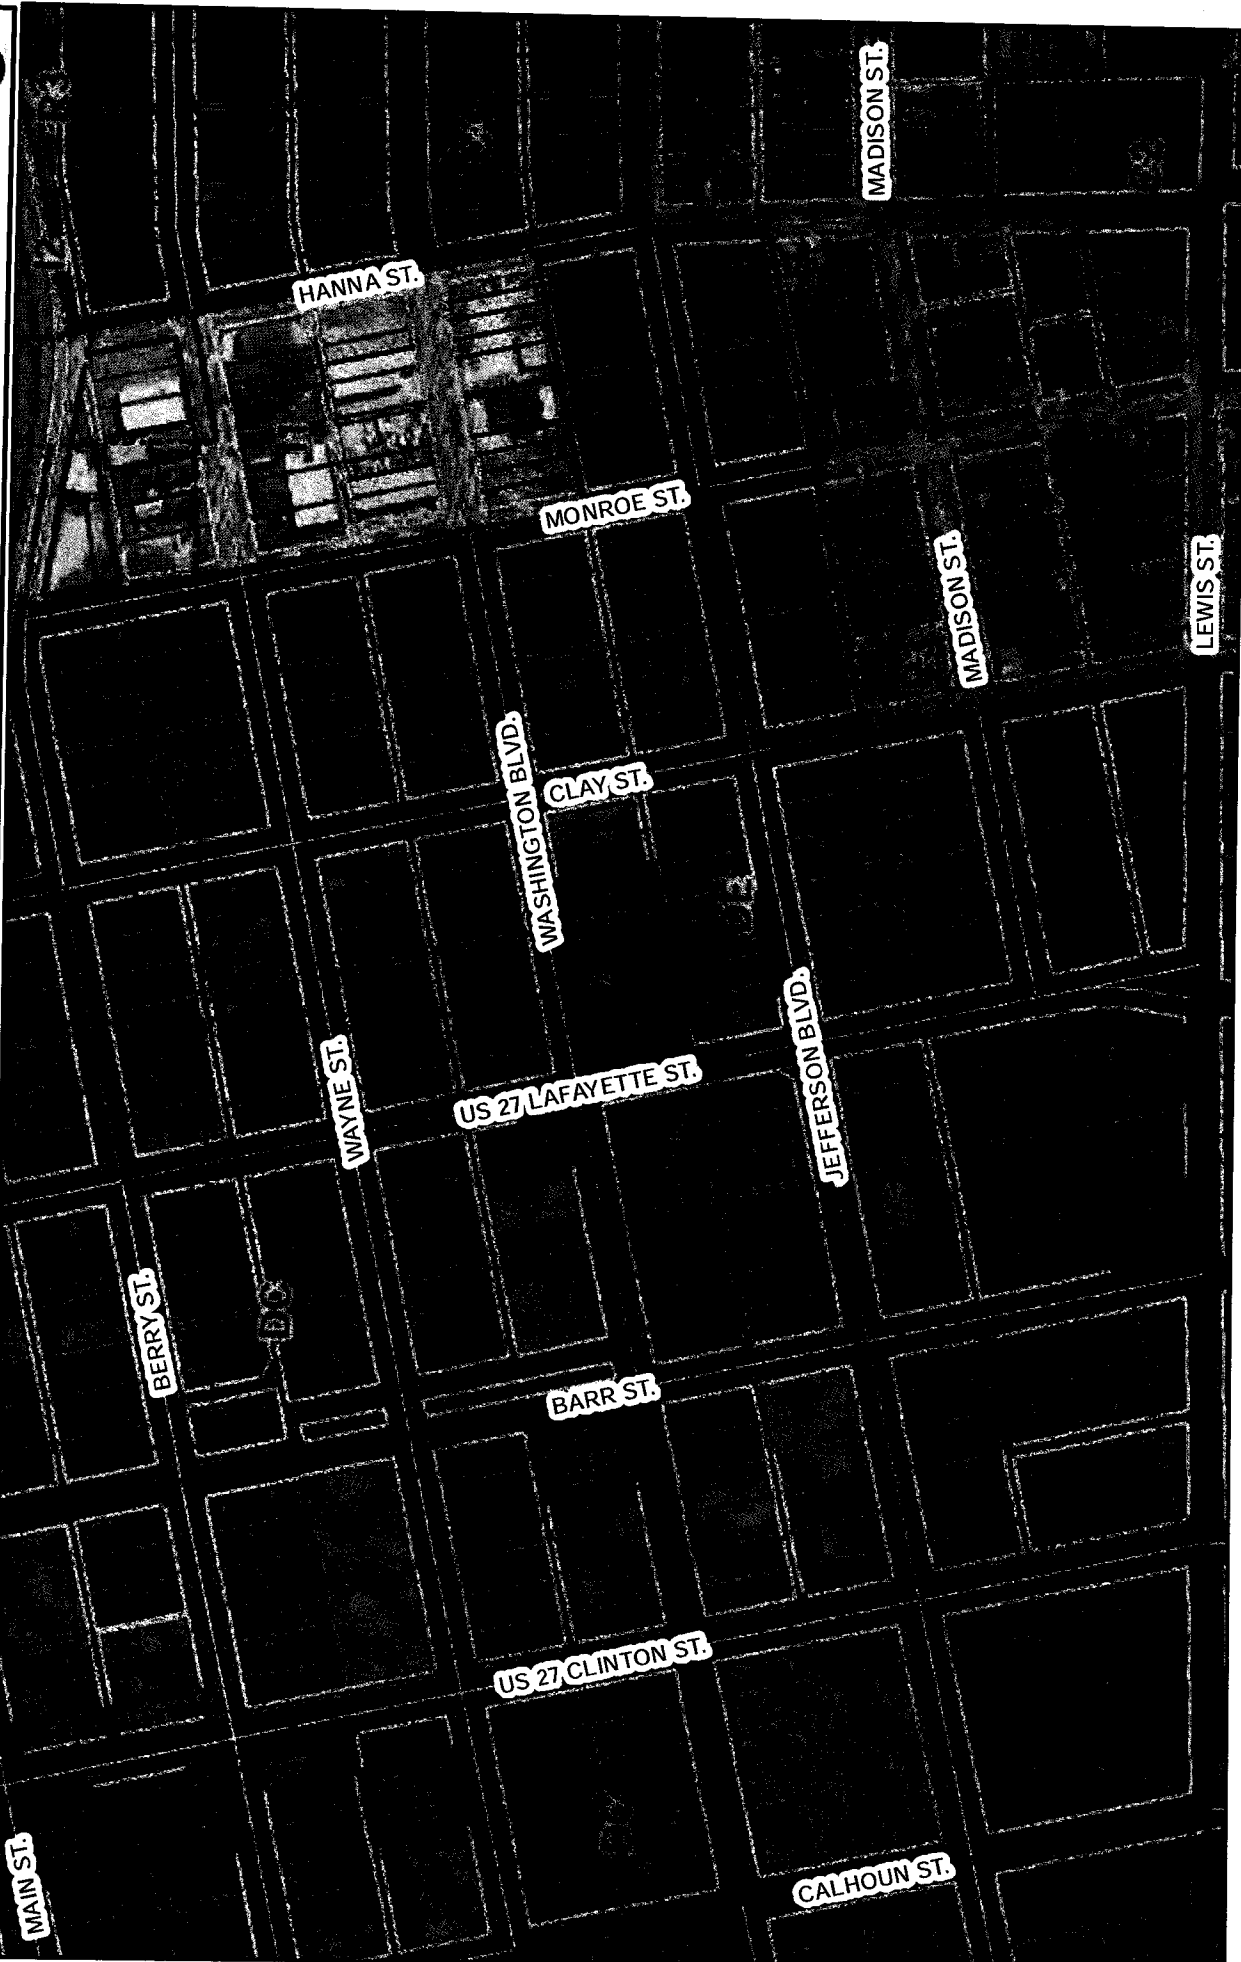 MADISON ST.
HANNA ST.
MONROE ST.
MADISON ST.
LEWIS ST.
WASHINGTON BLVD.
CLAY ST.
JEFFERSON BLVD.
WAYNE ST.
US 27 LAFAYETTE ST.
BERRY ST.
BARR ST.
US 27 CLINTON ST.
MAIN ST.
CALHOUN ST.